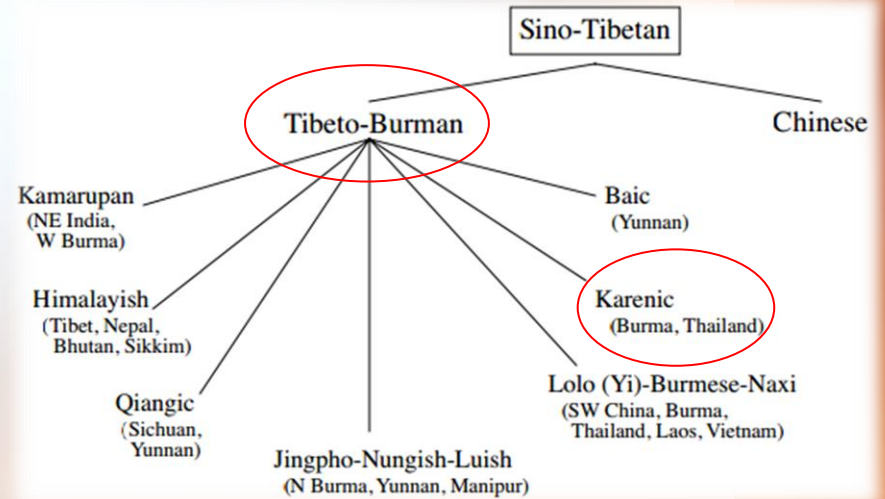 Sino-Tibetan
Tibeto-Burman
Chinese
Kamarupan
(NE India,
W Burma)
Baic
(Yunnan)
Himalayish
(Tibet, Nepal,
Bhutan, Sikkim)
Karenic
(Burma, Thailand)
Qiangic
(Sichuan,
Yunnan)
Lolo (Yi)-Burmese-Naxi
(SW China, Burma,
Thailand, Laos, Vietnam)
Jingpho-Nungish-Luish
(N Burma, Yunnan, Manipur)